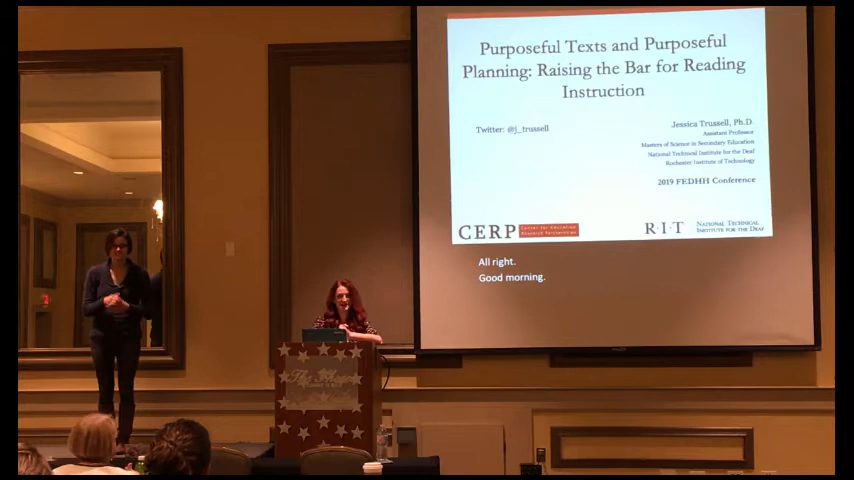 Purposeful Texts and Purposeful
Planning: Raising the Bar for Reading
Instruction
Twitter: @j_trussell
Jessica Trussell, Ph.D.
Assistant Professor
Masters of Science in Secondary Education
National Technical Institute for the Deaf
Rochester Institute of Technology
2019 FEDHH Conference
CERP
Center for Education
Research Partnerships
R·I·T
National Technical
Institute for the Deaf
All right.
Good morning.